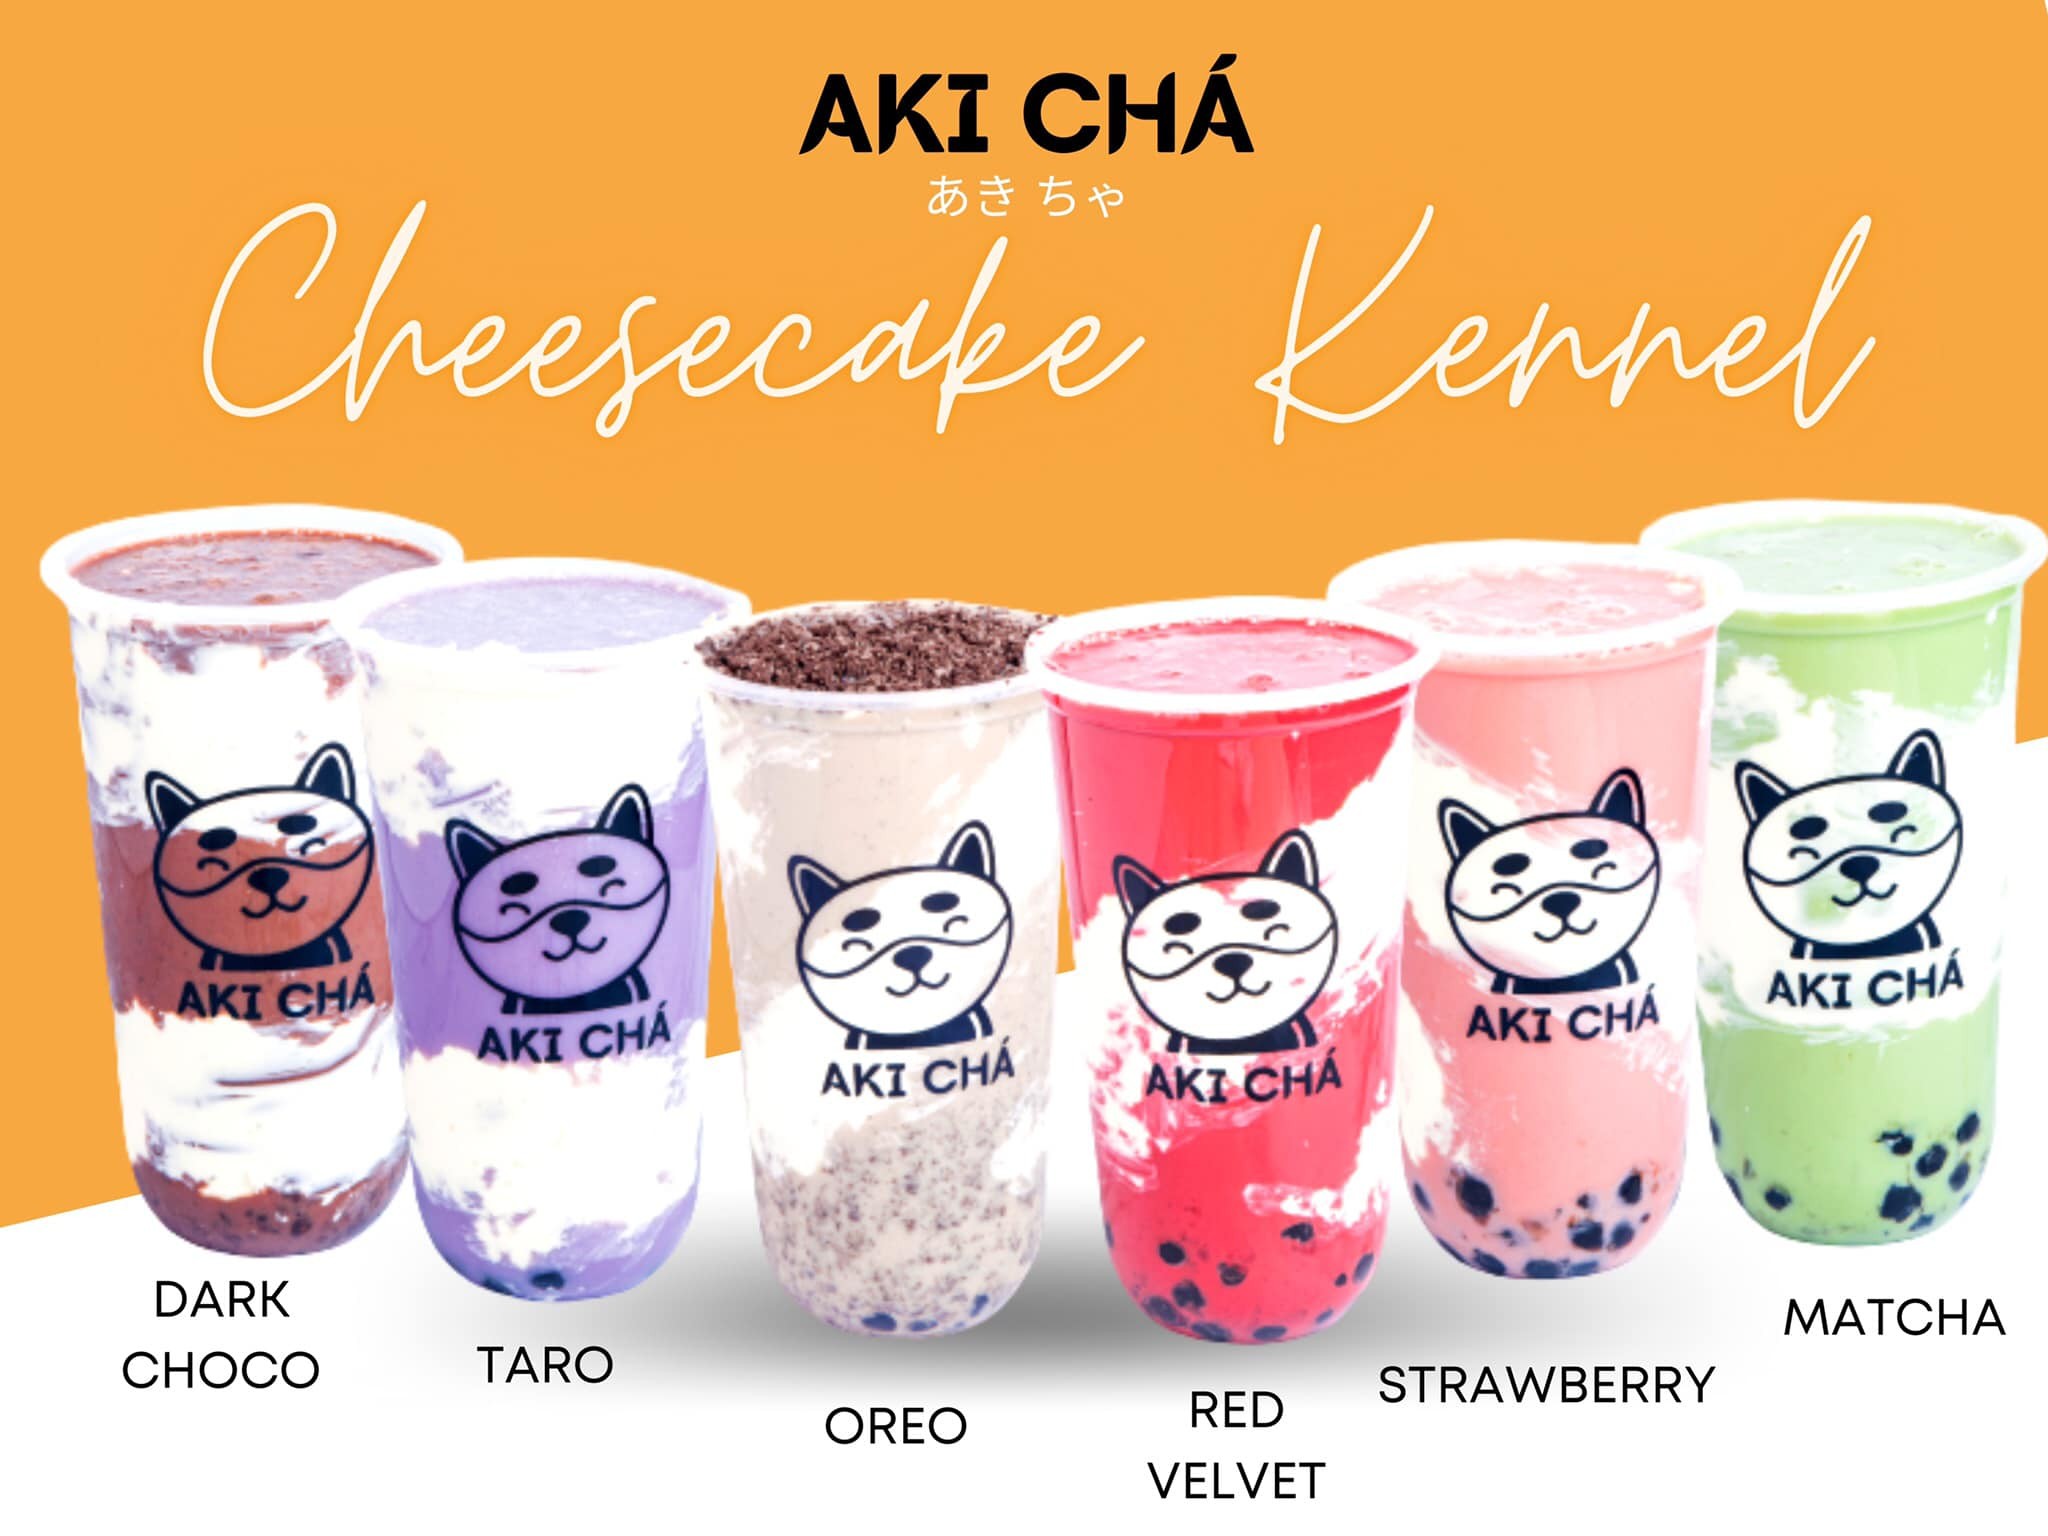 AKI CHÁ
あき ちゃ
Cheesecake Kennel
AKI CHÁ
AKI CHÁ
AKI CHÁ
AKI CHÁ
AKI CHÁ
AKI CHÁ
DARK
CHOCO
TARO
OREO
RED
VELVET
STRAWBERRY
MATCHA